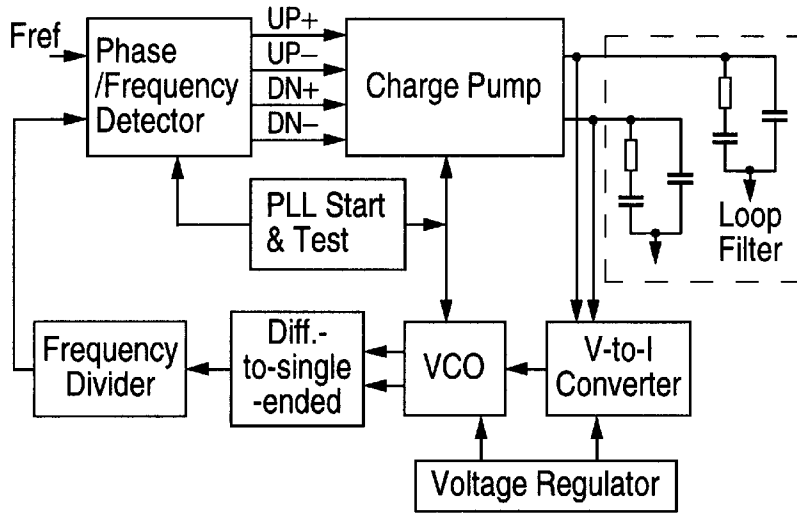 Fref
Phase
/Frequency
Detector
UP+
UP−
DN+
DN−
Charge Pump
PLL Start
& Test
Loop
Filter
Frequency
Divider
Diff.-
to-single
-ended
VCO
V-to-I
Converter
Voltage Regulator